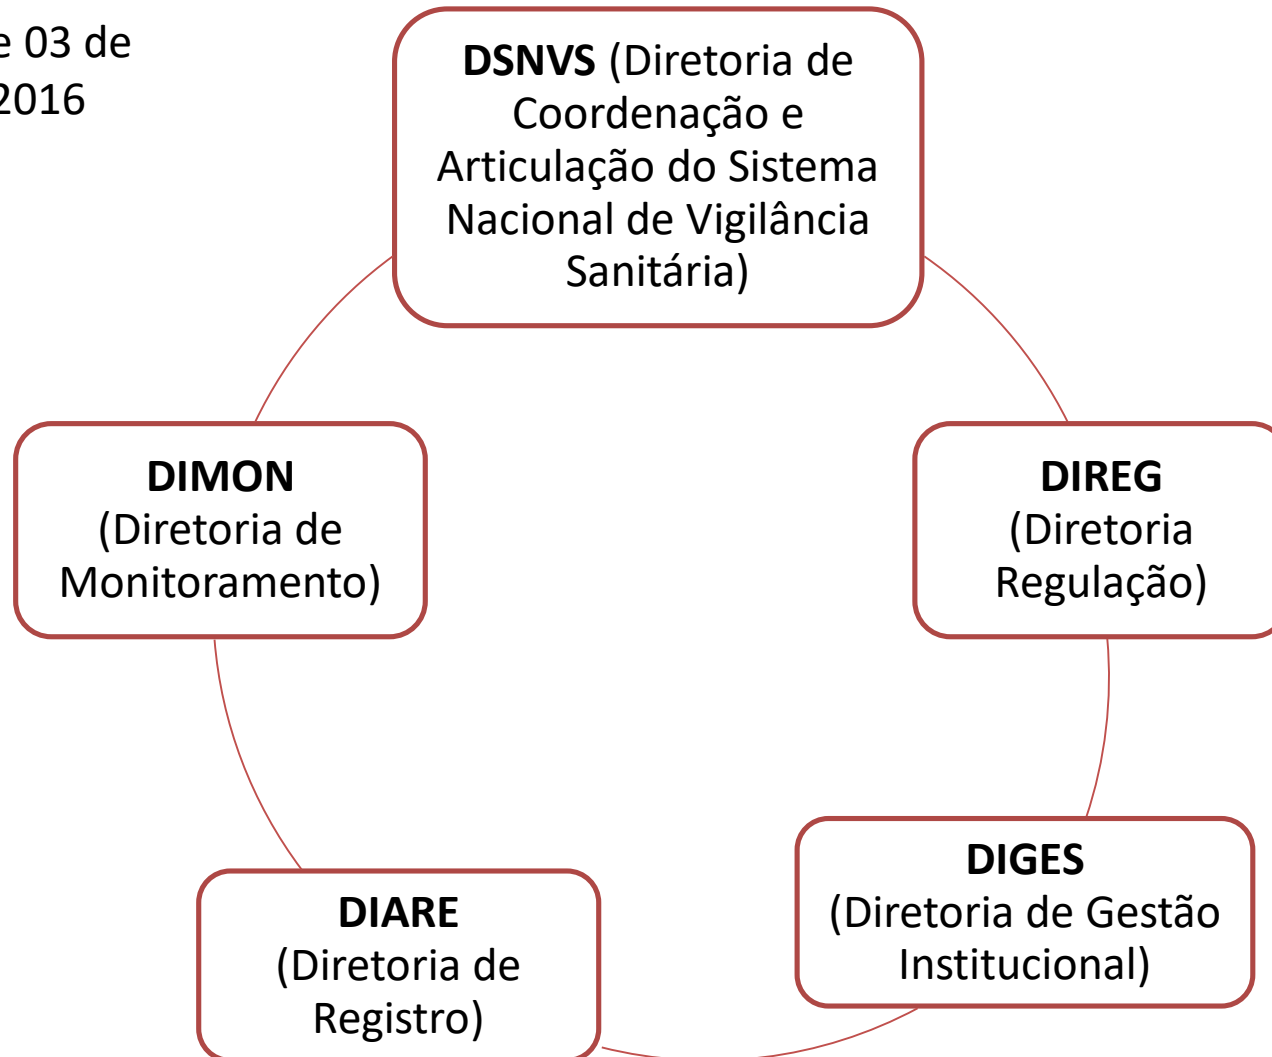 e 03 de
2016
DSNVS (Diretoria de
Coordenação e
Articulação do Sistema
Nacional de Vigilância
Sanitária)
DIMON
(Diretoria de
Monitoramento)
DIREG
(Diretoria
Regulação)
DIARE
(Diretoria de
Registro)
DIGES
(Diretoria de Gestão
Institucional)